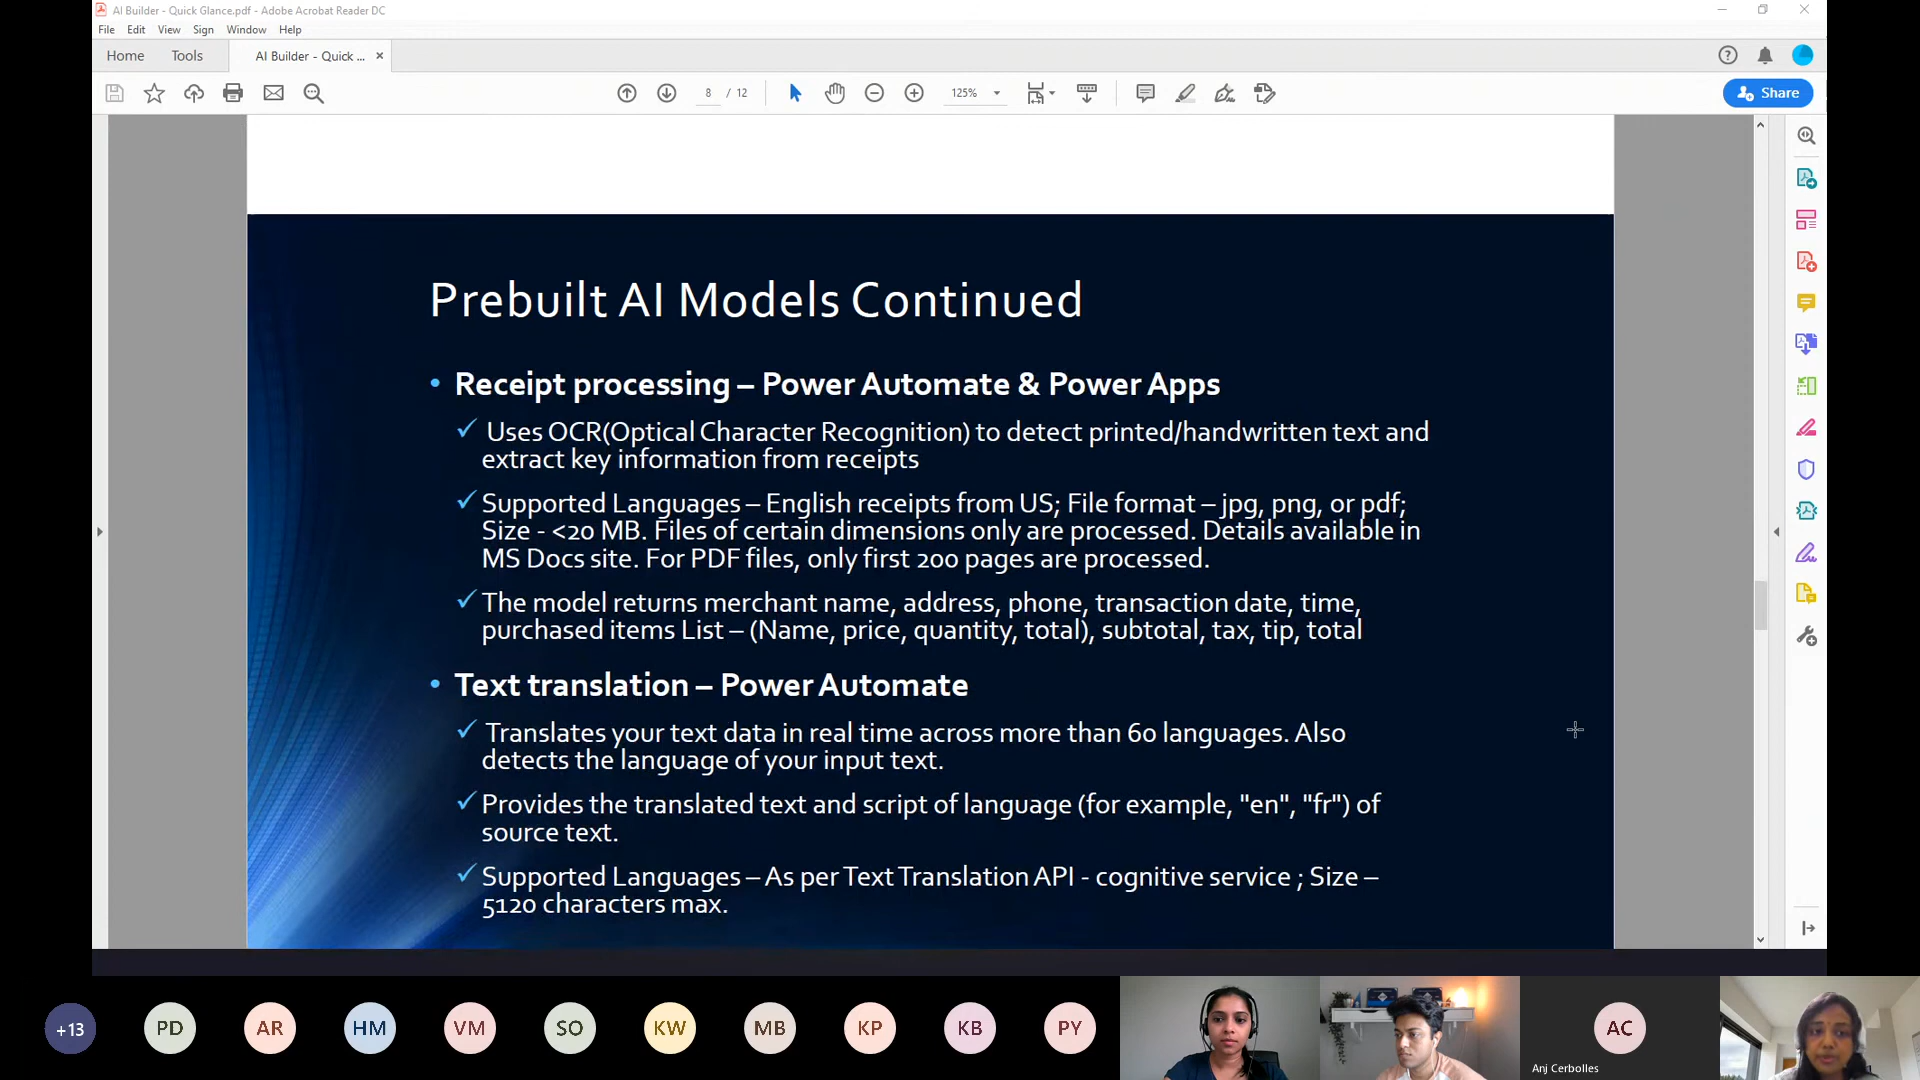 AI Builder - Quick Glance.pdf - Adobe Acrobat Reader DC
File Edit View Sign Window Help
Home Tools AI Builder - Quick ... ×
8 / 12 125% Share
Prebuilt AI Models Continued
• Receipt processing – Power Automate & Power Apps
✓ Uses OCR(Optical Character Recognition) to detect printed/handwritten text and
extract key information from receipts
✓ Supported Languages – English receipts from US; File format – jpg, png, or pdf;
Size - <20 MB. Files of certain dimensions only are processed. Details available in
MS Docs site. For PDF files, only first 200 pages are processed.
✓ The model returns merchant name, address, phone, transaction date, time,
purchased items List – (Name, price, quantity, total), subtotal, tax, tip, total
• Text translation – Power Automate
✓ Translates your text data in real time across more than 60 languages. Also
detects the language of your input text.
✓ Provides the translated text and script of language (for example, "en", "fr") of
source text.
✓ Supported Languages – As per Text Translation API - cognitive service ; Size –
5120 characters max.
+13 PD AR HM VM SO KW MB KP KB PY AC
Anj Cerbolles